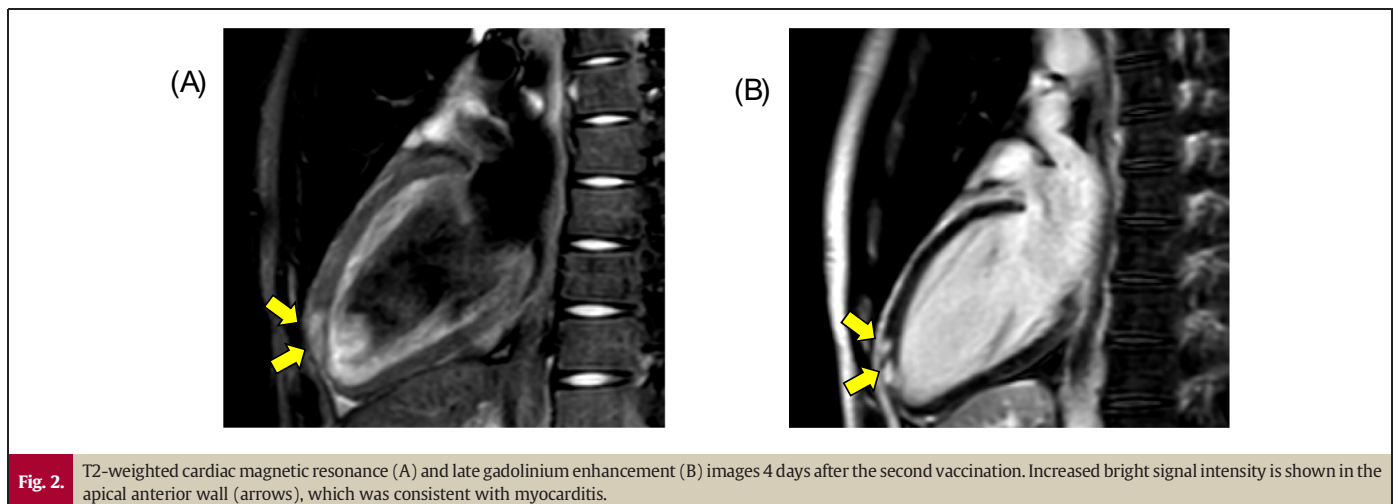 (A)
(B)
Fig. 2.
T2-weighted cardiac magnetic resonance (A) and late gadolinium enhancement (B) images 4 days after the second vaccination. Increased bright signal intensity is shown in the
apical anterior wall (arrows), which was consistent with myocarditis.